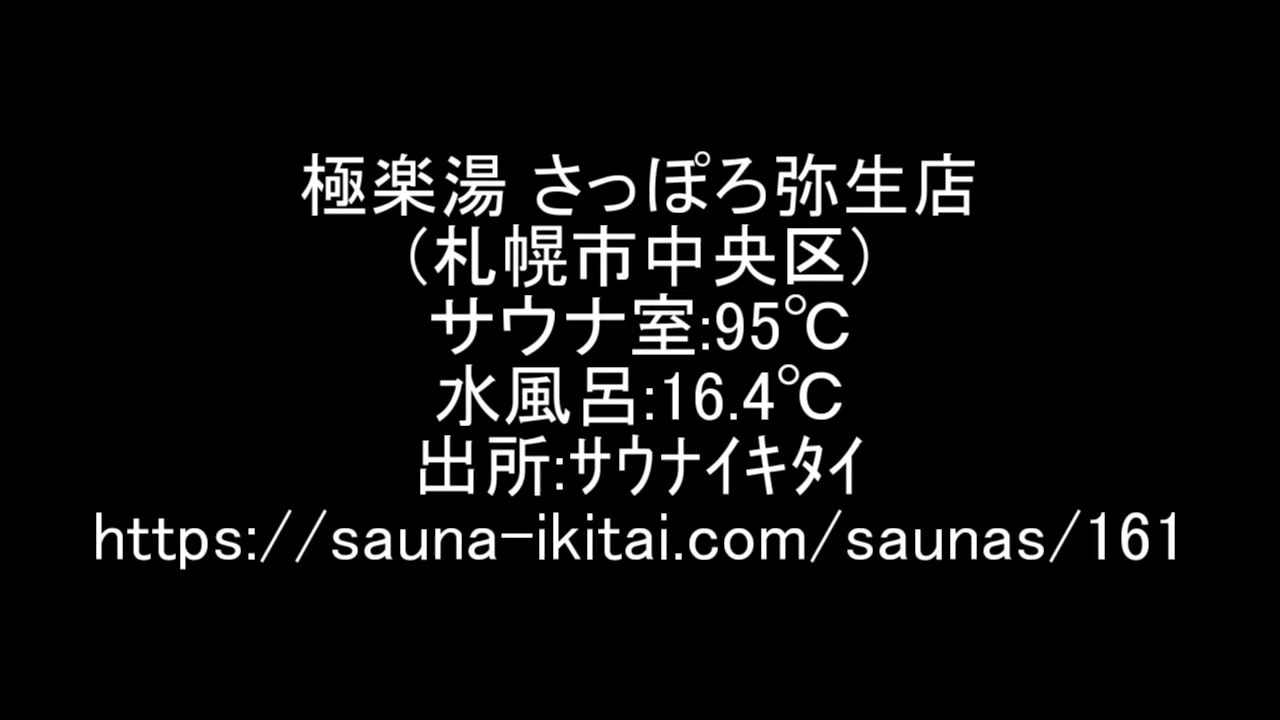 極楽湯 さっぽろ弥生店
（札幌市中央区）
サウナ室:95℃
水風呂:16.4℃
出所:ｻｳﾅｲｷﾀｲ
https://sauna-ikitai.com/saunas/161